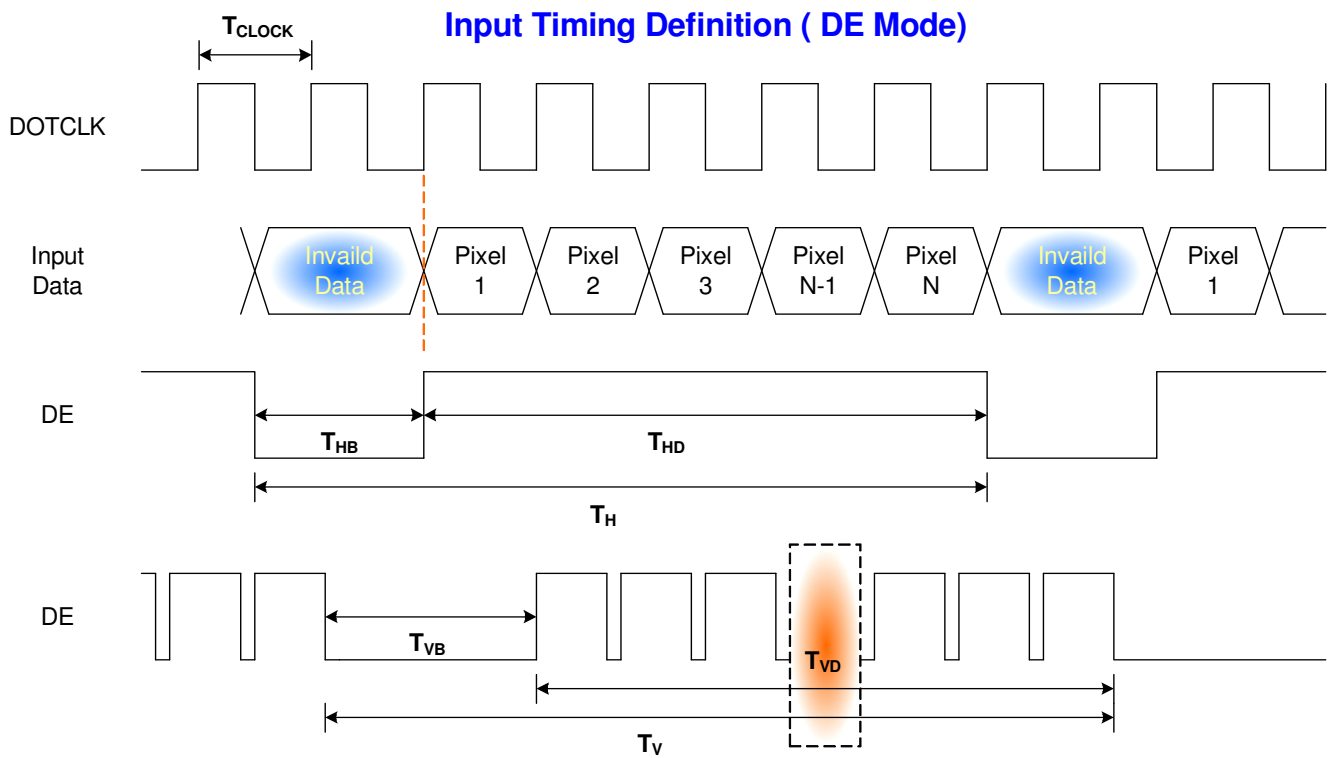 Input Timing Definition ( DE Mode)
TCLOCK
DOTCLK
Input
Data
Invaild
Data
Pixel
1
Pixel
2
Pixel
3
Pixel
N-1
Pixel
N
Invaild
Data
Pixel
1
DE
THB
THD
TH
DE
TVB
TVD
TV